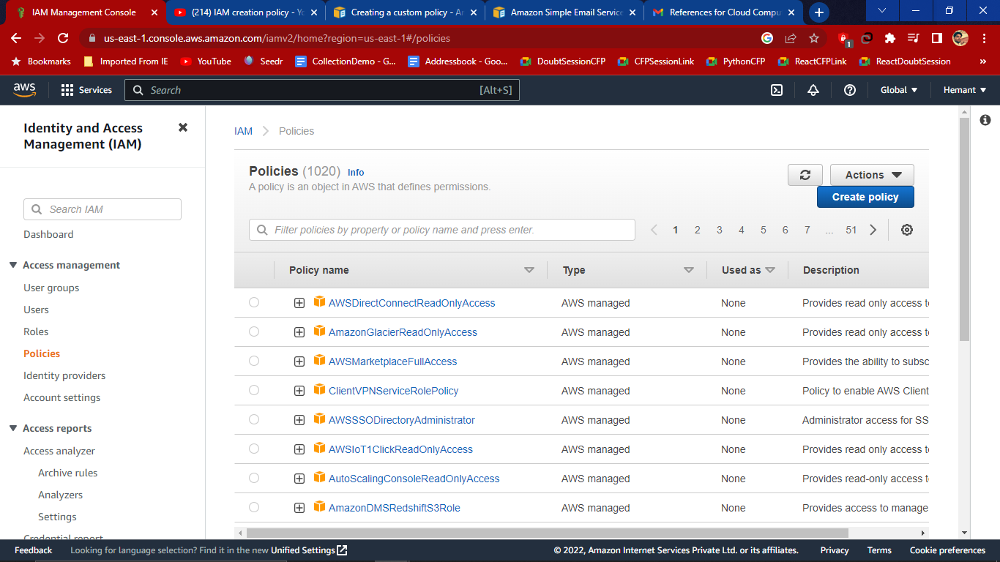 IAM Management Console
(214) IAM creation policy - Yo
Creating a custom policy - Am
Amazon Simple Email Service
References for Cloud Compu
us-east-1.console.aws.amazon.com/iamv2/home?region=us-east-1#/policies
1
Bookmarks
Imported From IE
YouTube
Seedr
CollectionDemo - G...
Addressbook - Goo...
DoubtSessionCFP
CFPSessionLink
PythonCFP
ReactCFPLink
ReactDoubtSession
»
aws
Services
Search
[Alt+S]
Global
Hemant
Identity and Access
Management (IAM)
Search IAM
Dashboard
Access management
User groups
Users
Roles
Policies
Identity providers
Account settings
Access reports
Access analyzer
Archive rules
Analyzers
Settings
Credential report
IAM
Policies
Policies (1020) Info
A policy is an object in AWS that defines permissions.
Actions
Create policy
Filter policies by property or policy name and press enter.
1 2 3 4 5 6 7 ... 51
Policy name Type Used as Description
AWSDirectConnectReadOnlyAccess AWS managed None Provides read only access to
AmazonGlacierReadOnlyAccess AWS managed None Provides read only access to
AWSMarketplaceFullAccess AWS managed None Provides the ability to subsc
ClientVPNServiceRolePolicy AWS managed None Policy to enable AWS Client
AWSSSODirectoryAdministrator AWS managed None Administrator access for SS
AWSIoT1ClickReadOnlyAccess AWS managed None Provides read only access to
AutoScalingConsoleReadOnlyAccess AWS managed None Provides read-only access to
AmazonDMSRedshiftS3Role AWS managed None Provides access to manage
Feedback
Looking for language selection? Find it in the new Unified Settings
© 2022, Amazon Internet Services Private Ltd. or its affiliates.
Privacy
Terms
Cookie preferences